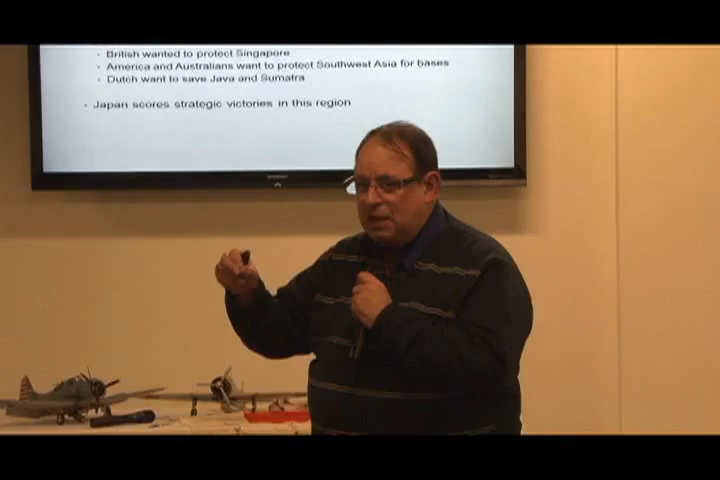 - British wanted to protect Singapore
- America and Australians want to protect Southwest Asia for bases
- Dutch want to save Java and Sumatra
- Japan scores strategic victories in this region